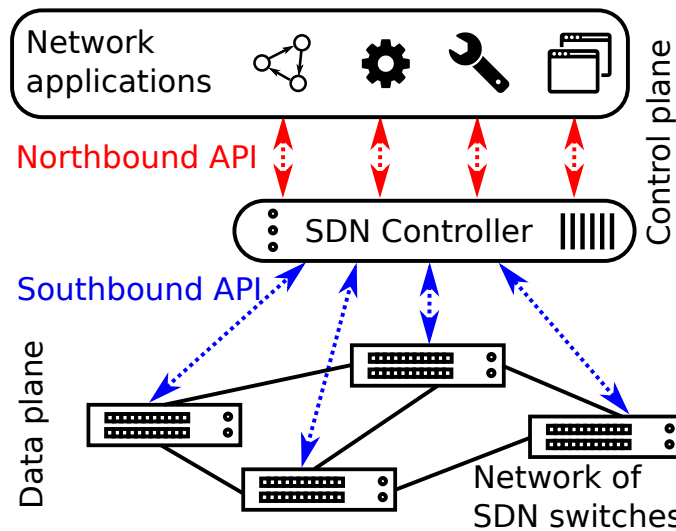 Network
applications
Control plane
Northbound API
SDN Controller
Southbound API
Data plane
Network of
SDN switches